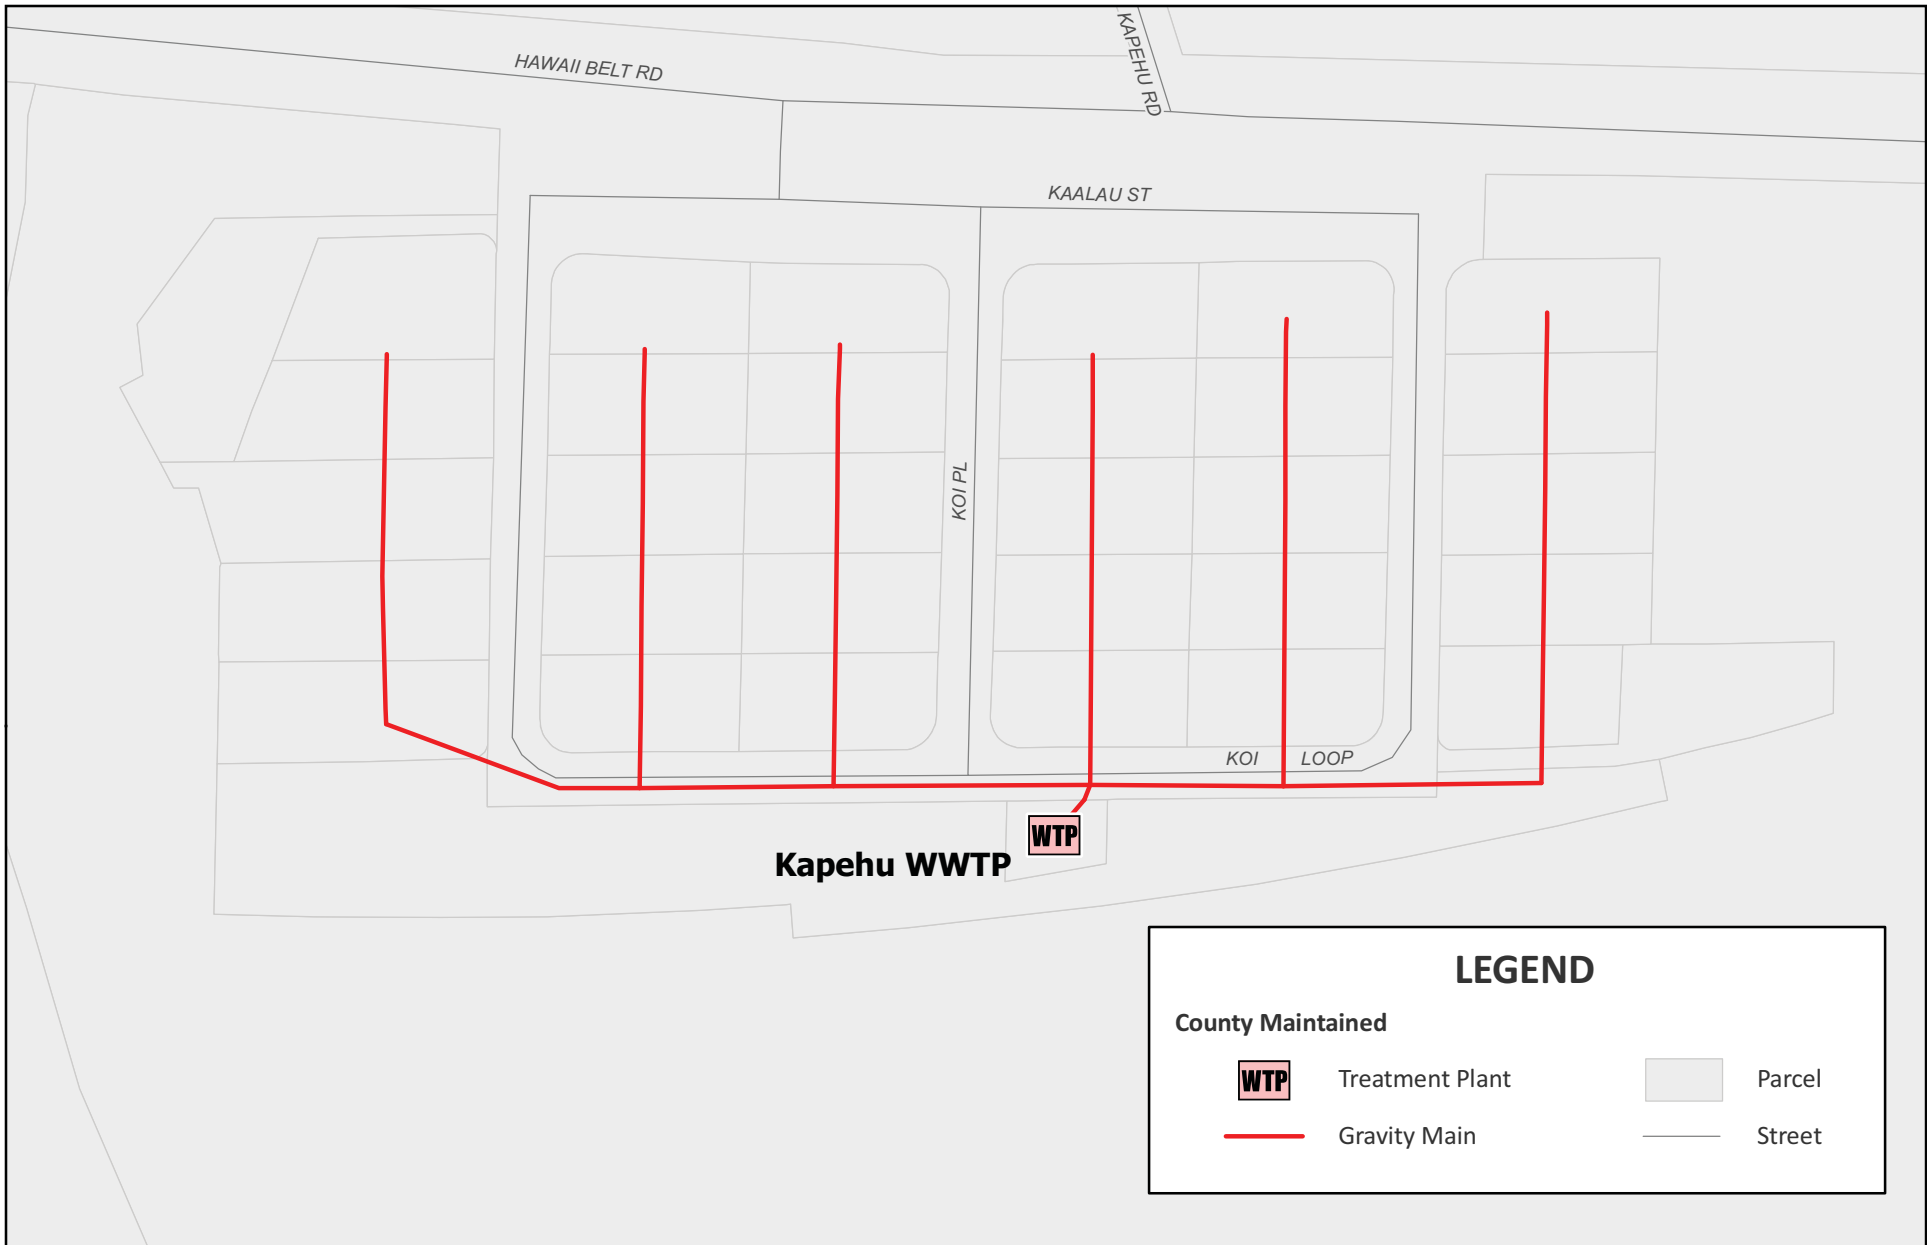 KAPEHU RD
HAWAII BELT RD
KAALAU ST
KOI PL
KOI LOOP
WTP
Kapehu WWTP
LEGEND
County Maintained
WTP Treatment Plant Parcel
Gravity Main Street